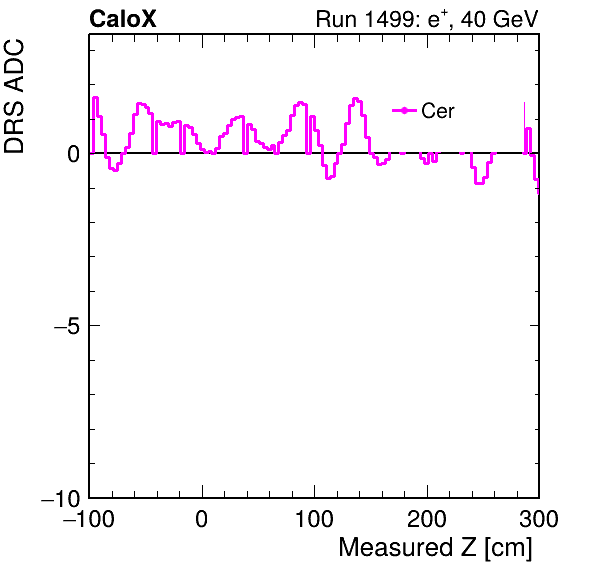 CaloX
Run 1499: e⁺, 40 GeV
DRS ADC
Cer
0
−5
−10
−100 0 100 200 300
Measured Z [cm]